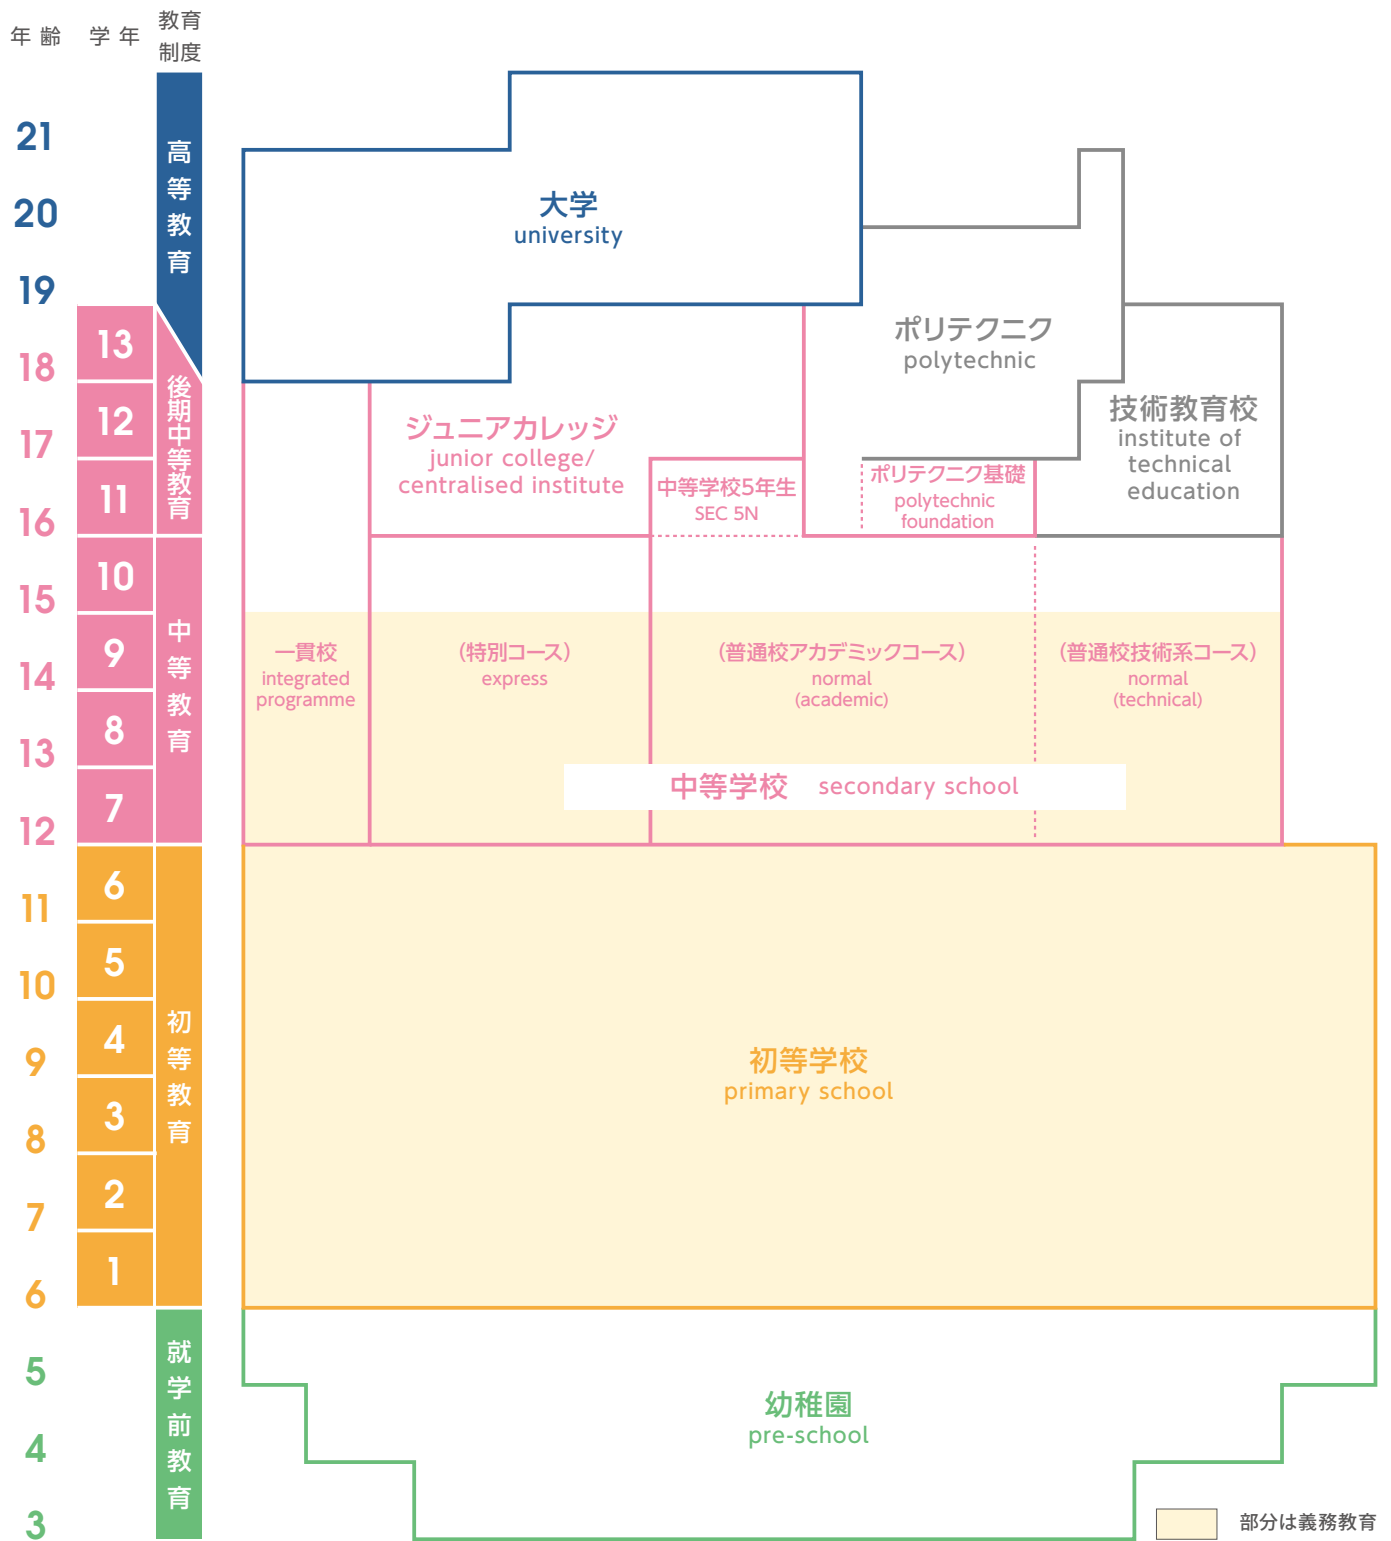 年齢
学年
教育
制度
21
20
19
18
17
16
15
14
13
12
11
10
9
8
7
6
5
4
3
13
12
11
10
9
8
7
6
5
4
3
2
1
高等教育
後期中等教育
中等教育
初等教育
就学前教育
大学
university
ポリテクニク
polytechnic
技術教育校
institute of
technical
education
ジュニアカレッジ
junior college/
centralised institute
中等学校5年生
SEC 5N
ポリテクニク基礎
polytechnic
foundation
一貫校
integrated
programme
(特別コース)
express
(普通校アカデミックコース)
normal
(academic)
(普通校技術系コース)
normal
(technical)
中等学校 secondary school
初等学校
primary school
幼稚園
pre-school
部分は義務教育